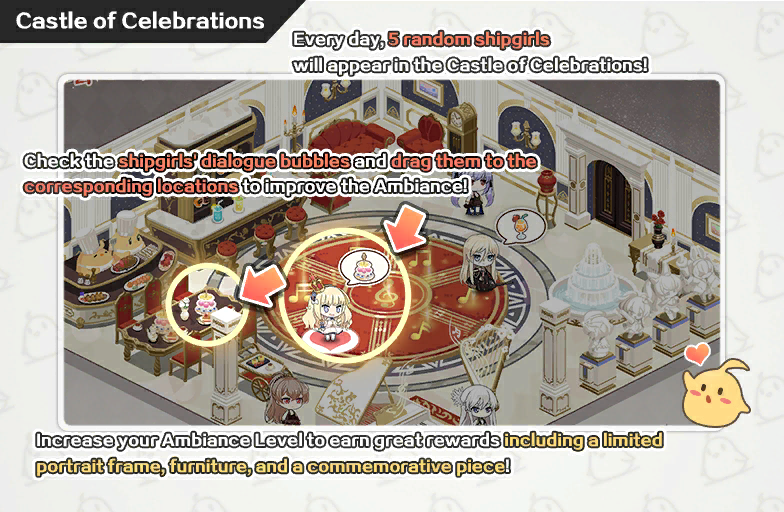 Castle of Celebrations
Every day, 5 random shipgirls
will appear in the Castle of Celebrations!
Check the shipgirls' dialogue bubbles and drag them to the
corresponding locations to improve the Ambiance!
Increase your Ambiance Level to earn great rewards including a limited
portrait frame, furniture, and a commemorative piece!